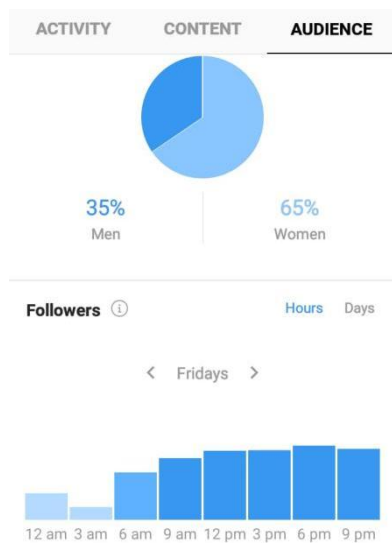 ACTIVITY CONTENT AUDIENCE
35% 65%
Men Women
Followers Hours Days
< Fridays >
12 am 3 am 6 am 9 am 12 pm 3 pm 6 pm 9 pm